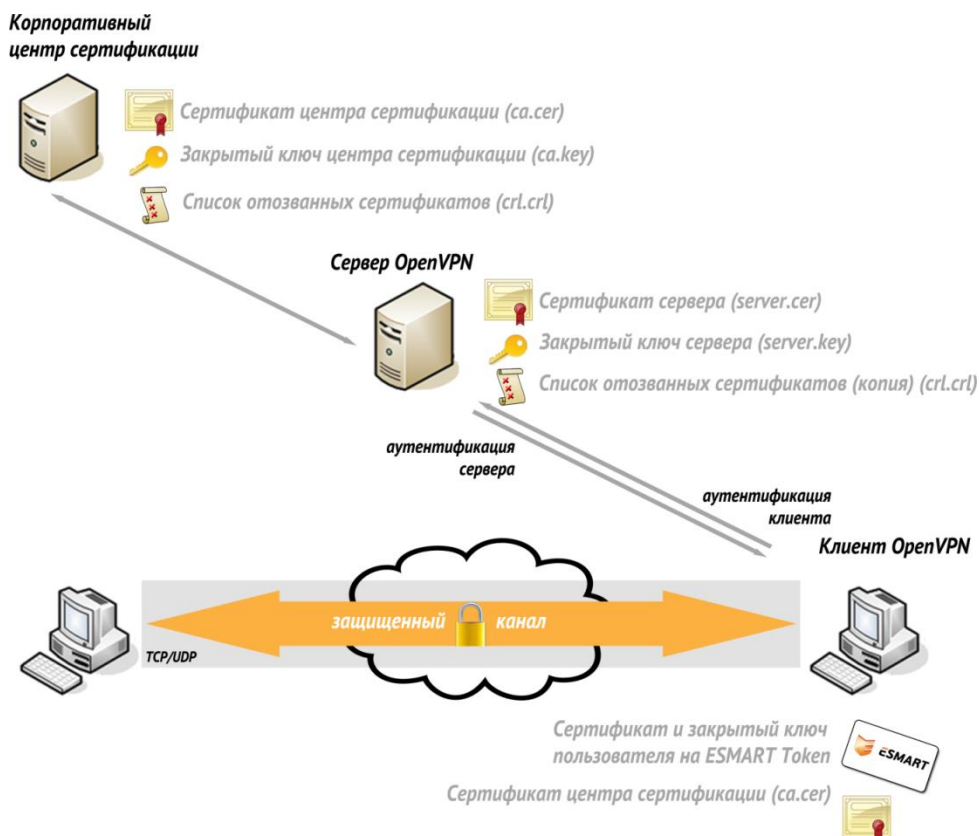 Корпоративный
центр сертификации
Сертификат центра сертификации (ca.cer)
Закрытый ключ центра сертификации (ca.key)
Список отозванных сертификатов (crl.crl)
Сервер OpenVPN
Сертификат сервера (server.cer)
Закрытый ключ сервера (server.key)
Список отозванных сертификатов (копия) (crl.crl)
аутентификация
сервера
аутентификация
клиента
Клиент OpenVPN
защищенный канал
TCP/UDP
Сертификат и закрытый ключ
пользователя на ESMART Token
ESMART
Сертификат центра сертификации (ca.cer)